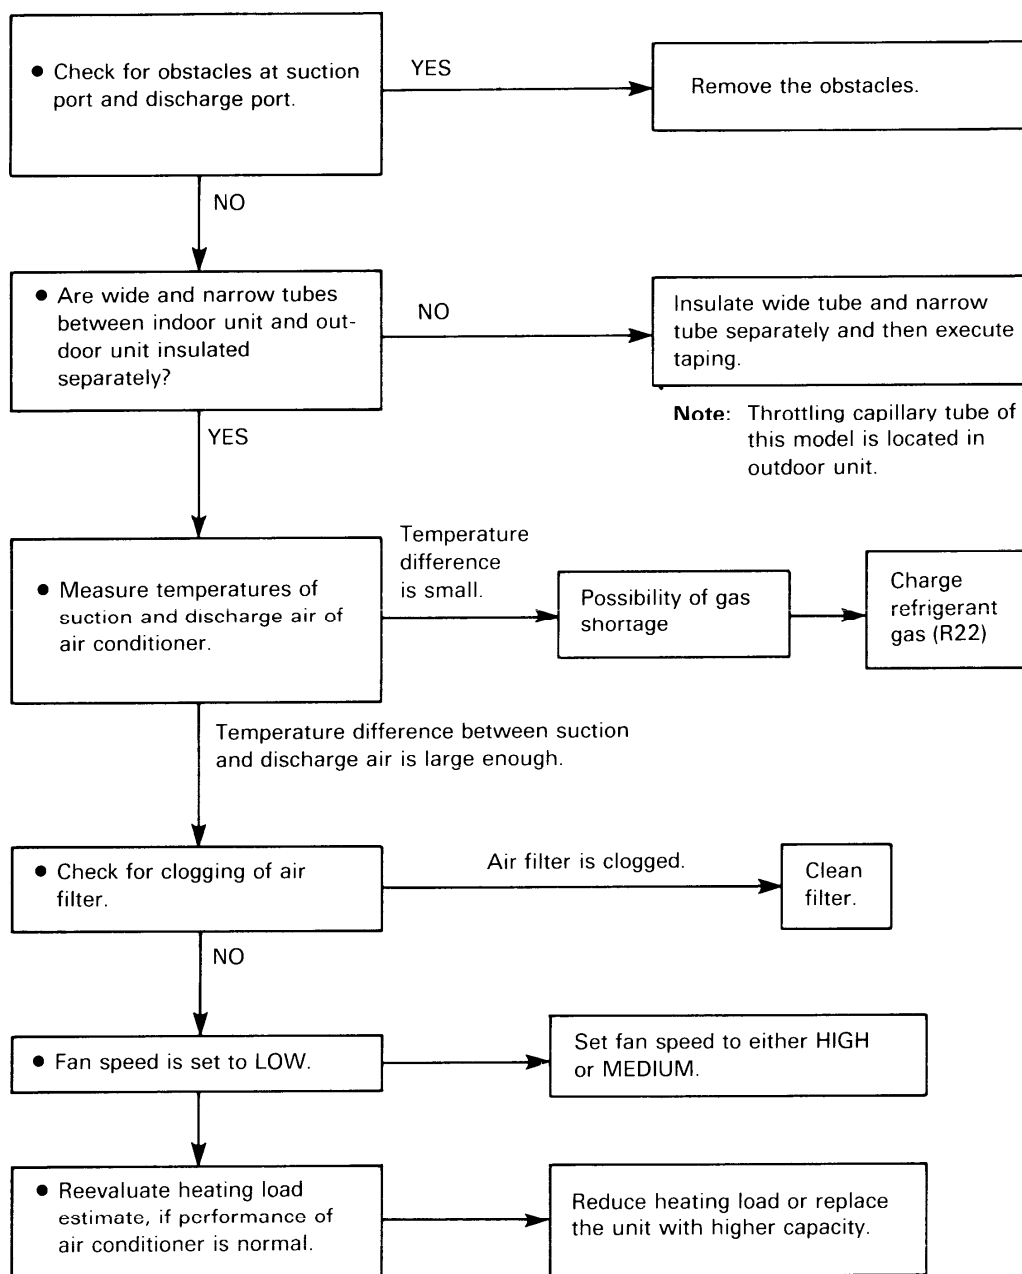 ● Check for obstacles at suction
port and discharge port.
YES
Remove the obstacles.
NO
● Are wide and narrow tubes
between indoor unit and out-
door unit insulated
separately?
NO
Insulate wide tube and narrow
tube separately and then execute
taping.
Note: Throttling capillary tube of
this model is located in
outdoor unit.
YES
● Measure temperatures of
suction and discharge air of
air conditioner.
Temperature
difference
is small.
Possibility of gas
shortage
Charge
refrigerant
gas (R22)
Temperature difference between suction
and discharge air is large enough.
● Check for clogging of air
filter.
Air filter is clogged.
Clean
filter.
NO
● Fan speed is set to LOW.
Set fan speed to either HIGH
or MEDIUM.
● Reevaluate heating load
estimate, if performance of
air conditioner is normal.
Reduce heating load or replace
the unit with higher capacity.